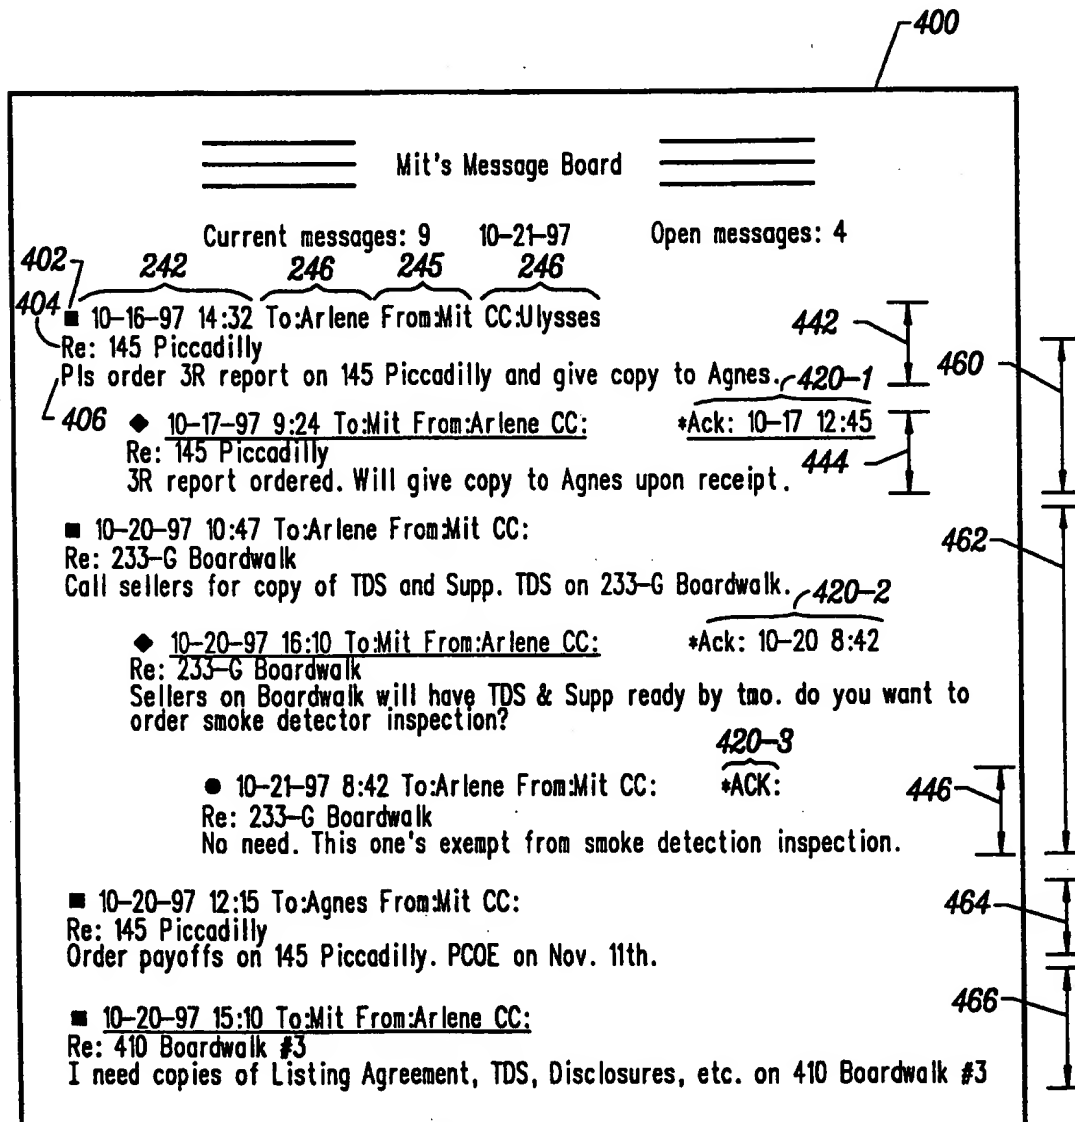 400
Mit's Message Board
Current messages: 9 10-21-97 Open messages: 4
402 242 246 245 246
404 ■ 10-16-97 14:32 To:Arlene From:Mit CC:Ulysses 442
Re: 145 Piccadilly 460
Pls order 3R report on 145 Piccadilly and give copy to Agnes. 420-1
406 ◆ 10-17-97 9:24 To:Mit From:Arlene CC: *Ack: 10-17 12:45
Re: 145 Piccadilly 444
3R report ordered. Will give copy to Agnes upon receipt.
■ 10-20-97 10:47 To:Arlene From:Mit CC: 462
Re: 233-G Boardwalk
Call sellers for copy of TDS and Supp. TDS on 233-G Boardwalk. 420-2
◆ 10-20-97 16:10 To:Mit From:Arlene CC: *Ack: 10-20 8:42
Re: 233-G Boardwalk
Sellers on Boardwalk will have TDS & Supp ready by tmo. do you want to
order smoke detector inspection?
420-3
● 10-21-97 8:42 To:Arlene From:Mit CC: *ACK: 446
Re: 233-G Boardwalk
No need. This one's exempt from smoke detection inspection.
■ 10-20-97 12:15 To:Agnes From:Mit CC: 464
Re: 145 Piccadilly
Order payoffs on 145 Piccadilly. PCOE on Nov. 11th.
466
■ 10-20-97 15:10 To:Mit From:Arlene CC:
Re: 410 Boardwalk #3
I need copies of Listing Agreement, TDS, Disclosures, etc. on 410 Boardwalk #3